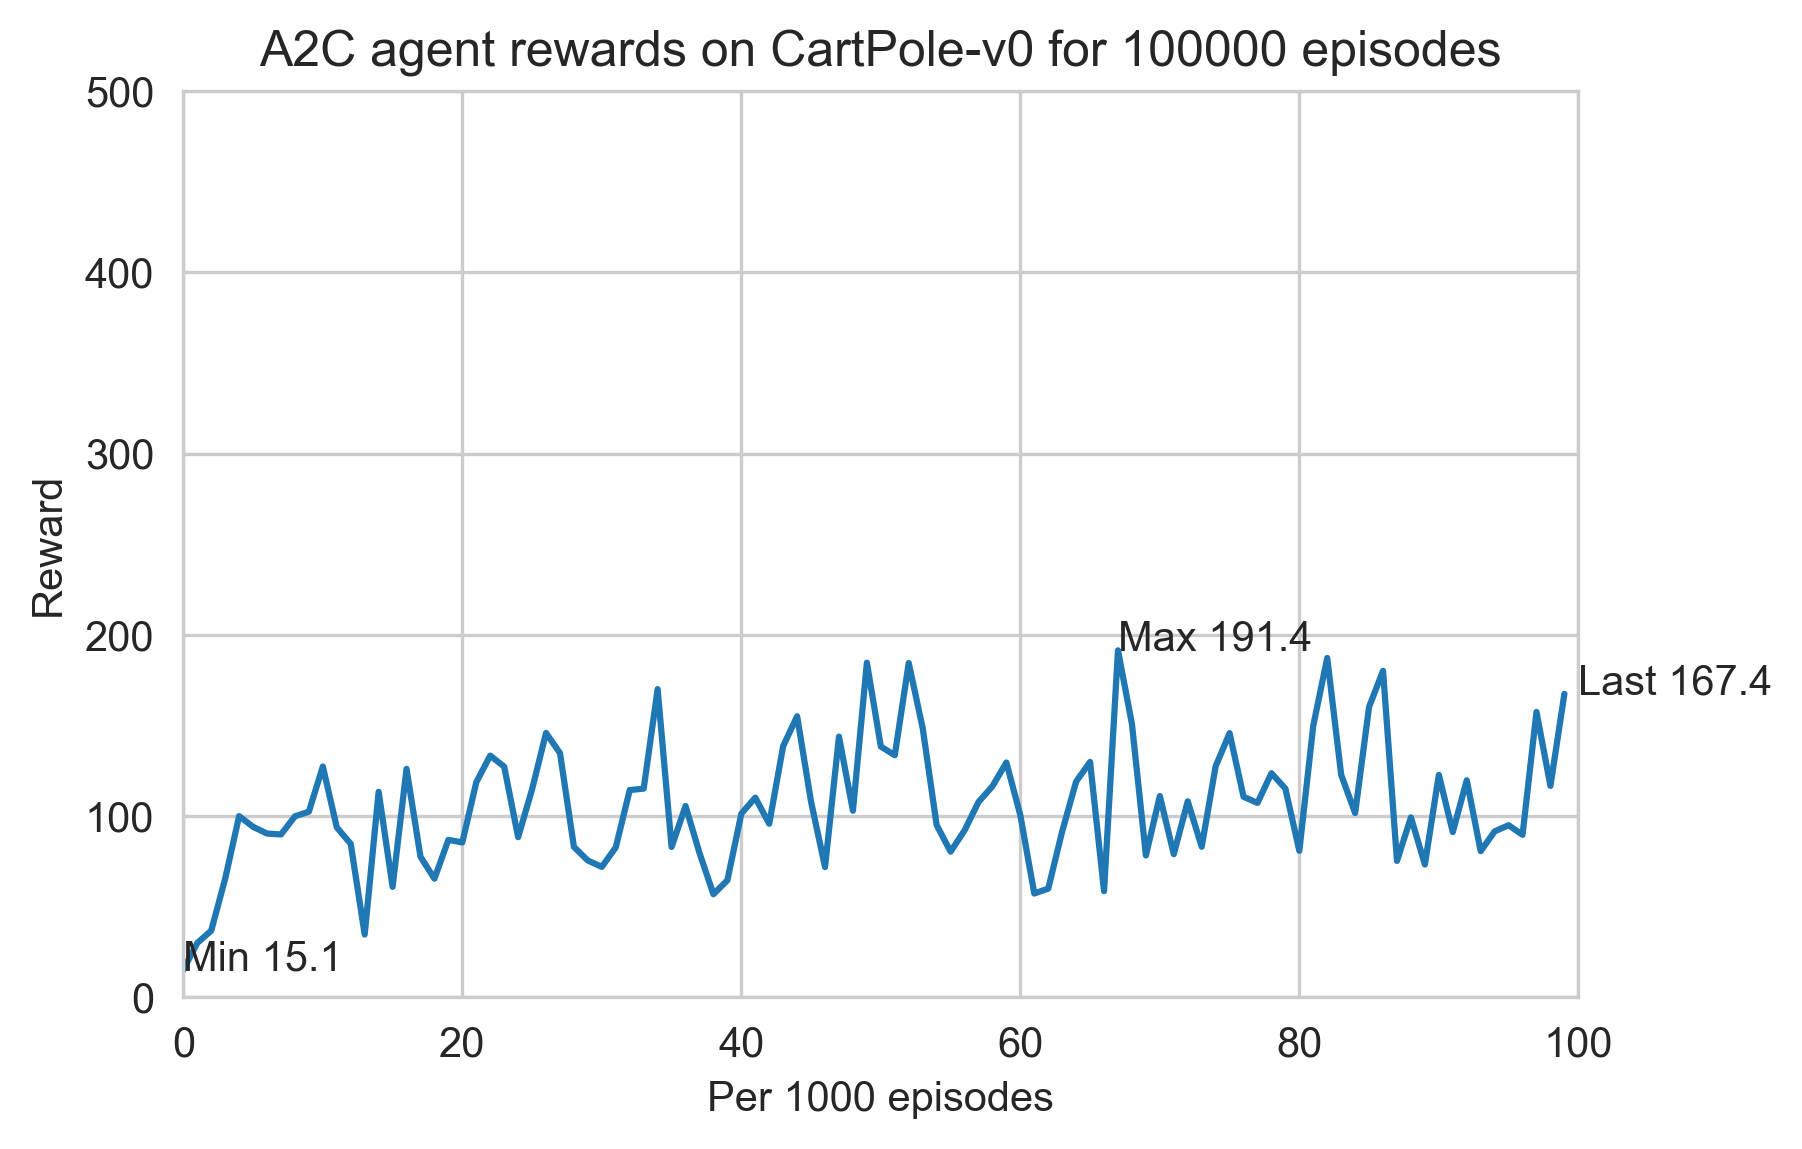 A2C agent rewards on CartPole-v0 for 100000 episodes
500
400
300
200
100
0
Reward
Max 191.4
Last 167.4
Min 15.1
0 20 40 60 80 100
Per 1000 episodes